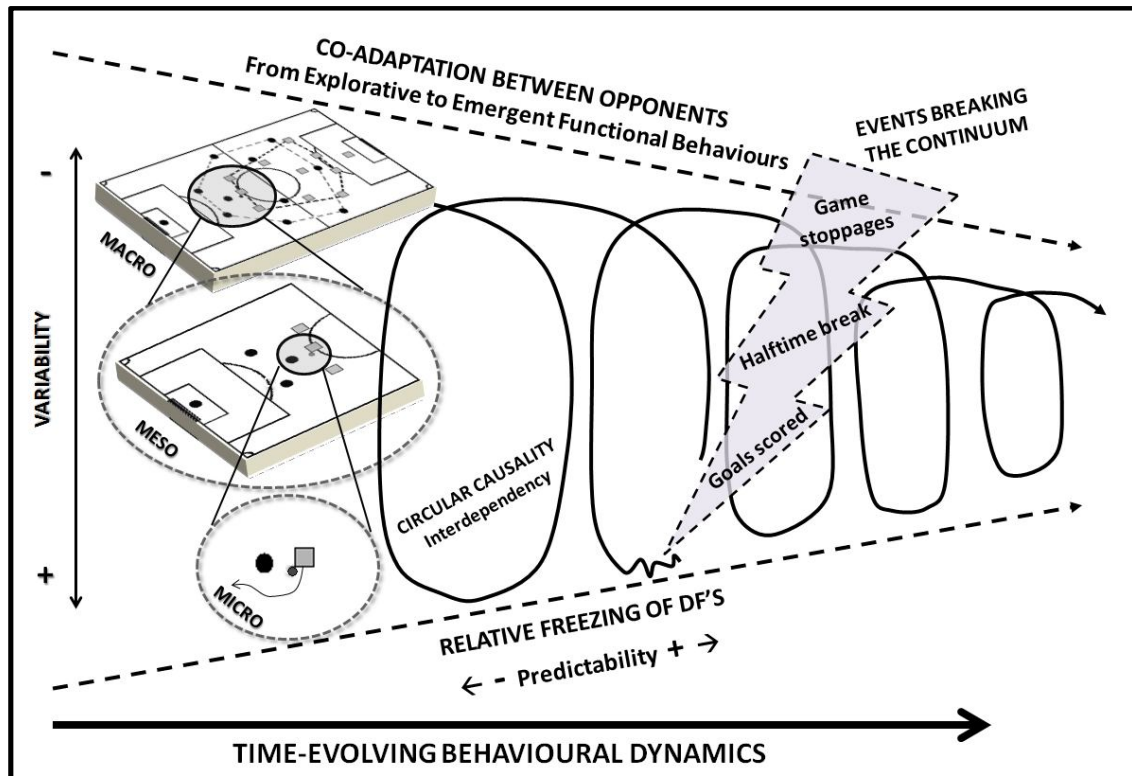 CO-ADAPTATION BETWEEN OPPONENTS
From Explorative to Emergent Functional Behaviours
EVENTS BREAKING
THE CONTINUUM
-
VARIABILITY
+
MACRO
MESO
MICRO
CIRCULAR CAUSALITY
Interdependency
Game
stoppages
Halftime break
Goals scored
RELATIVE FREEZING OF DF'S
← - Predictability + →
TIME-EVOLVING BEHAVIOURAL DYNAMICS